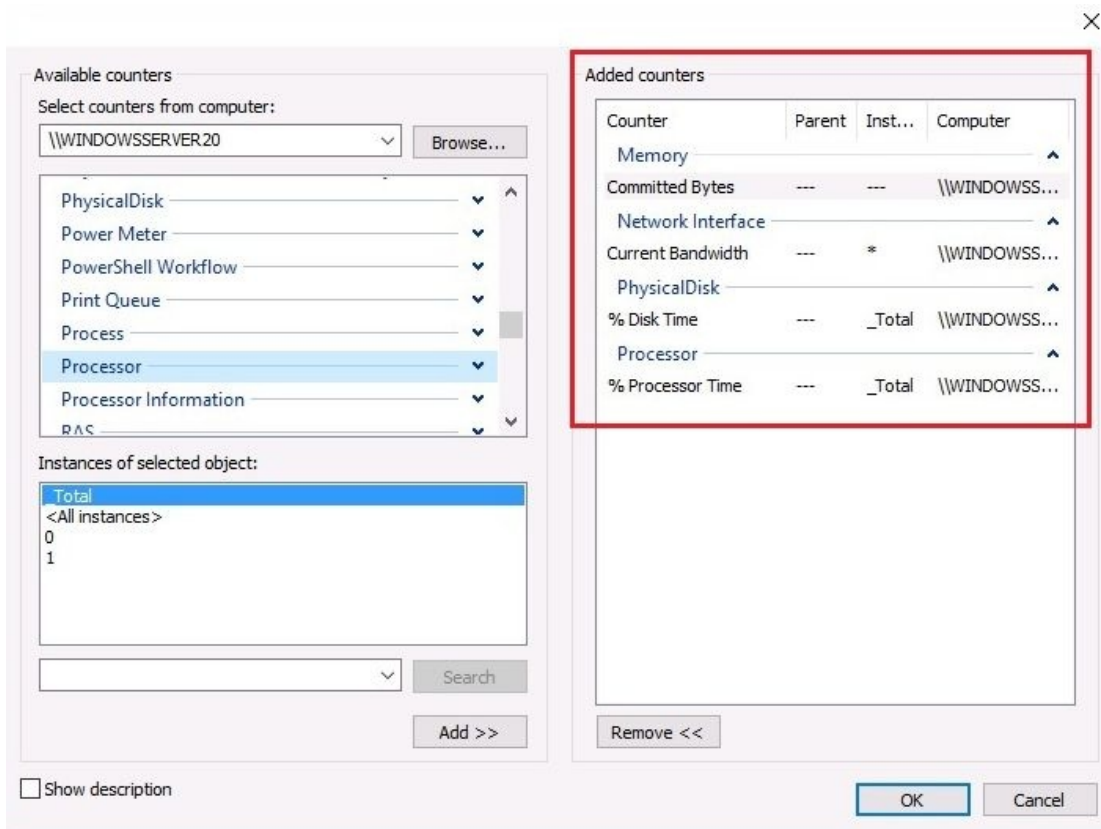 Available counters
Select counters from computer:
\\WINDOWSSERVER20
Browse...
PhysicalDisk
Power Meter
PowerShell Workflow
Print Queue
Process
Processor
Processor Information
RAS
Instances of selected object:
_Total
<All instances>
0
1
Search
Add >>
Show description
Added counters
Counter Parent Inst... Computer
Memory
Committed Bytes --- --- \\WINDOWSS...
Network Interface
Current Bandwidth --- * \\WINDOWSS...
PhysicalDisk
% Disk Time --- _Total \\WINDOWSS...
Processor
% Processor Time --- _Total \\WINDOWSS...
Remove <<
OK
Cancel